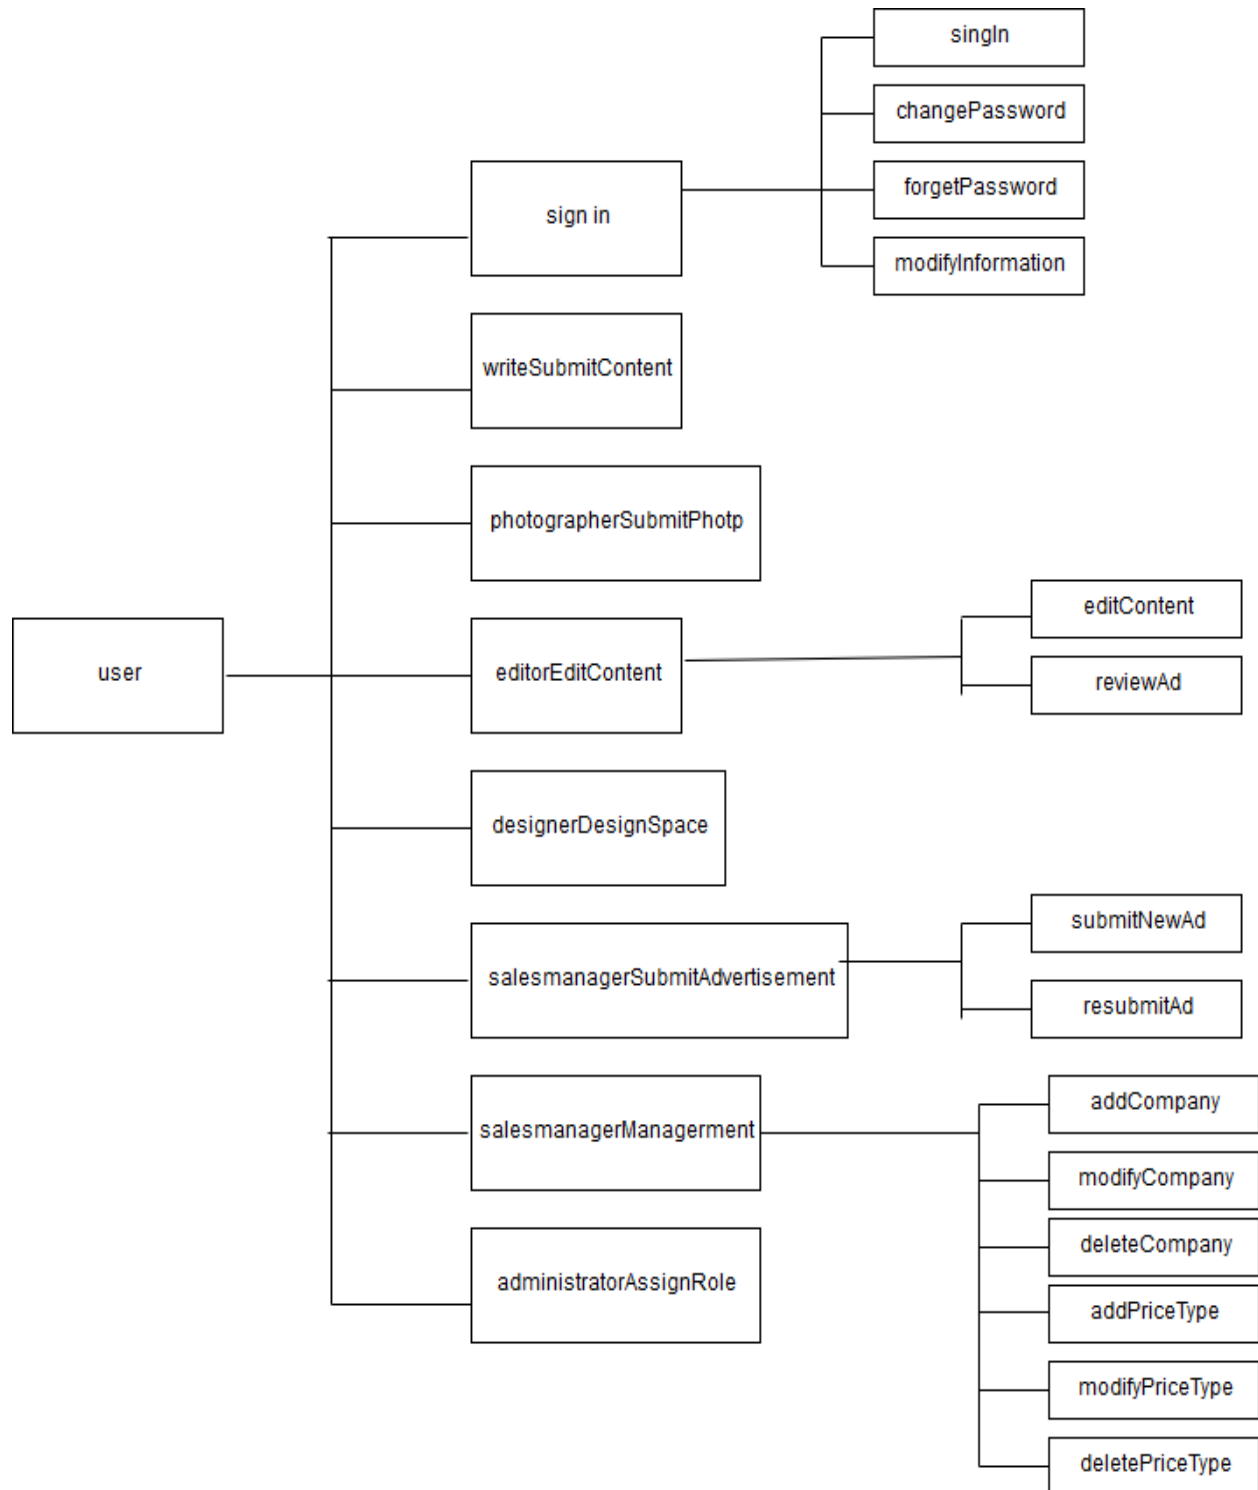 singIn
changePassword
forgetPassword
modifyInformation
sign in
writeSubmitContent
photographerSubmitPhotp
user
editorEditContent
editContent
reviewAd
designerDesignSpace
salesmanagerSubmitAdvertisement
submitNewAd
resubmitAd
salesmanagerManagerment
addCompany
modifyCompany
deleteCompany
addPriceType
modifyPriceType
deletePriceType
administratorAssignRole